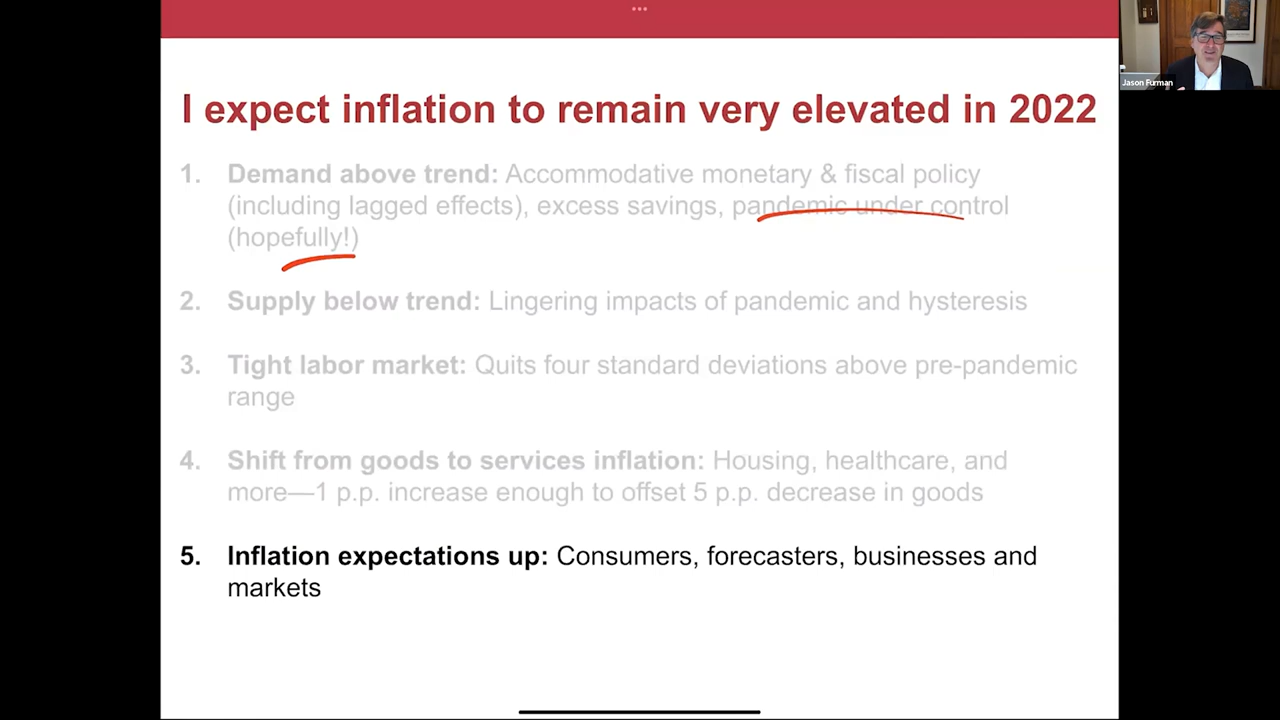 Jason Furman
I expect inflation to remain very elevated in 2022
1. Demand above trend: Accommodative monetary & fiscal policy
(including lagged effects), excess savings, pandemic under control
(hopefully!)
2. Supply below trend: Lingering impacts of pandemic and hysteresis
3. Tight labor market: Quits four standard deviations above pre-pandemic
range
4. Shift from goods to services inflation: Housing, healthcare, and
more—1 p.p. increase enough to offset 5 p.p. decrease in goods
5. Inflation expectations up: Consumers, forecasters, businesses and
markets